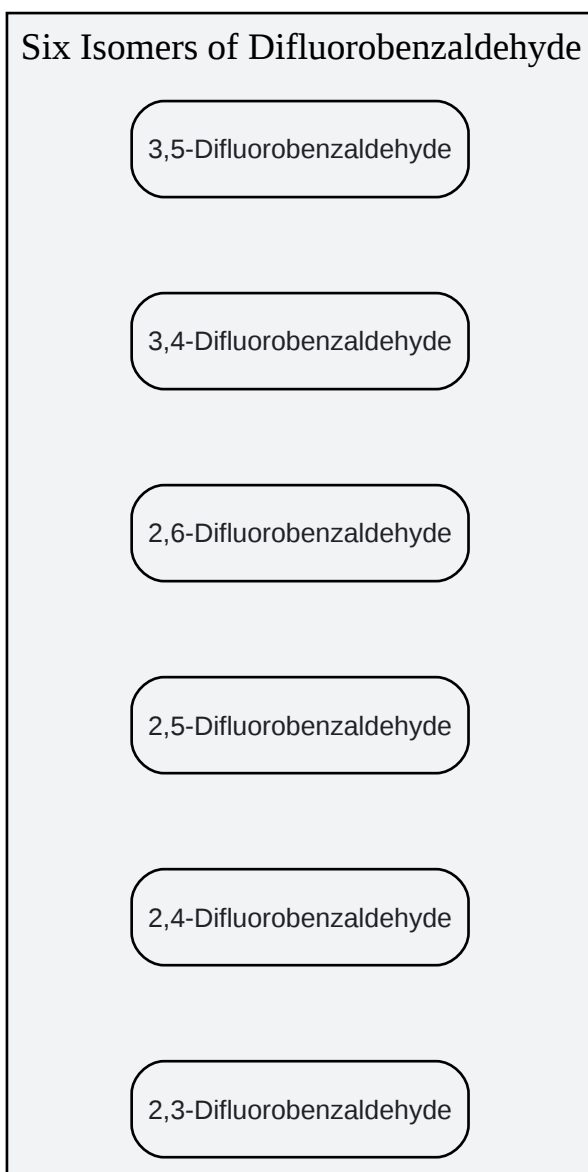 Six Isomers of Difluorobenzaldehyde
3,5-Difluorobenzaldehyde
3,4-Difluorobenzaldehyde
2,6-Difluorobenzaldehyde
2,5-Difluorobenzaldehyde
2,4-Difluorobenzaldehyde
2,3-Difluorobenzaldehyde